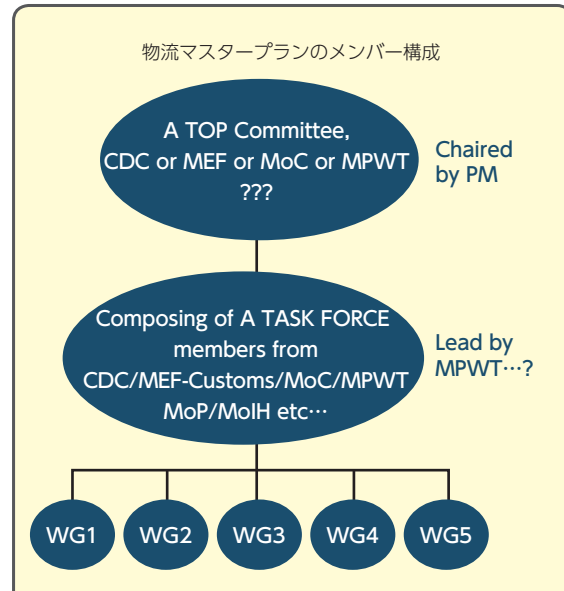 物流マスタープランのメンバー構成
A TOP Committee,
CDC or MEF or MoC or MPWT
???
Chaired
by PM
Composing of A TASK FORCE
members from
CDC/MEF-Customs/MoC/MPWT
MoP/MoIH etc…
Lead by
MPWT…?
WG1
WG2
WG3
WG4
WG5